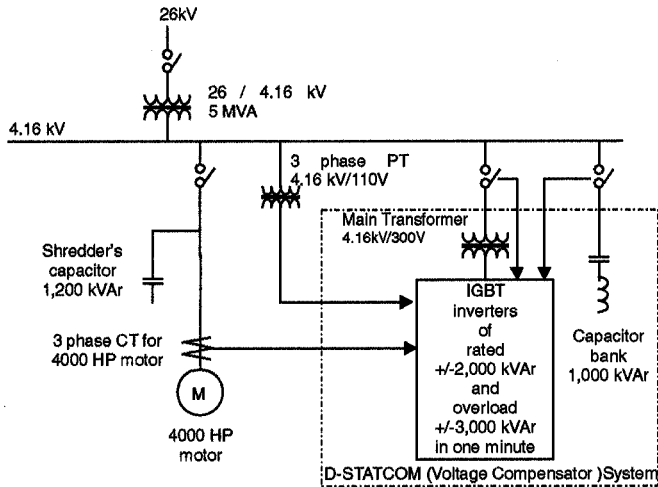 26kV
26 / 4.16 kV
5 MVA
4.16 kV
3 phase PT
4.16 kV/110V
Main Transformer
4.16kV/300V
Shredder's
capacitor
1,200 kVAr
IGBT
inverters
of
rated
+/-2,000 kVAr
and
overload
+/-3,000 kVAr
in one minute
Capacitor
bank
1,000 kVAr
3 phase CT for
4000 HP motor
M
4000 HP
motor
D-STATCOM (Voltage Compensator )System